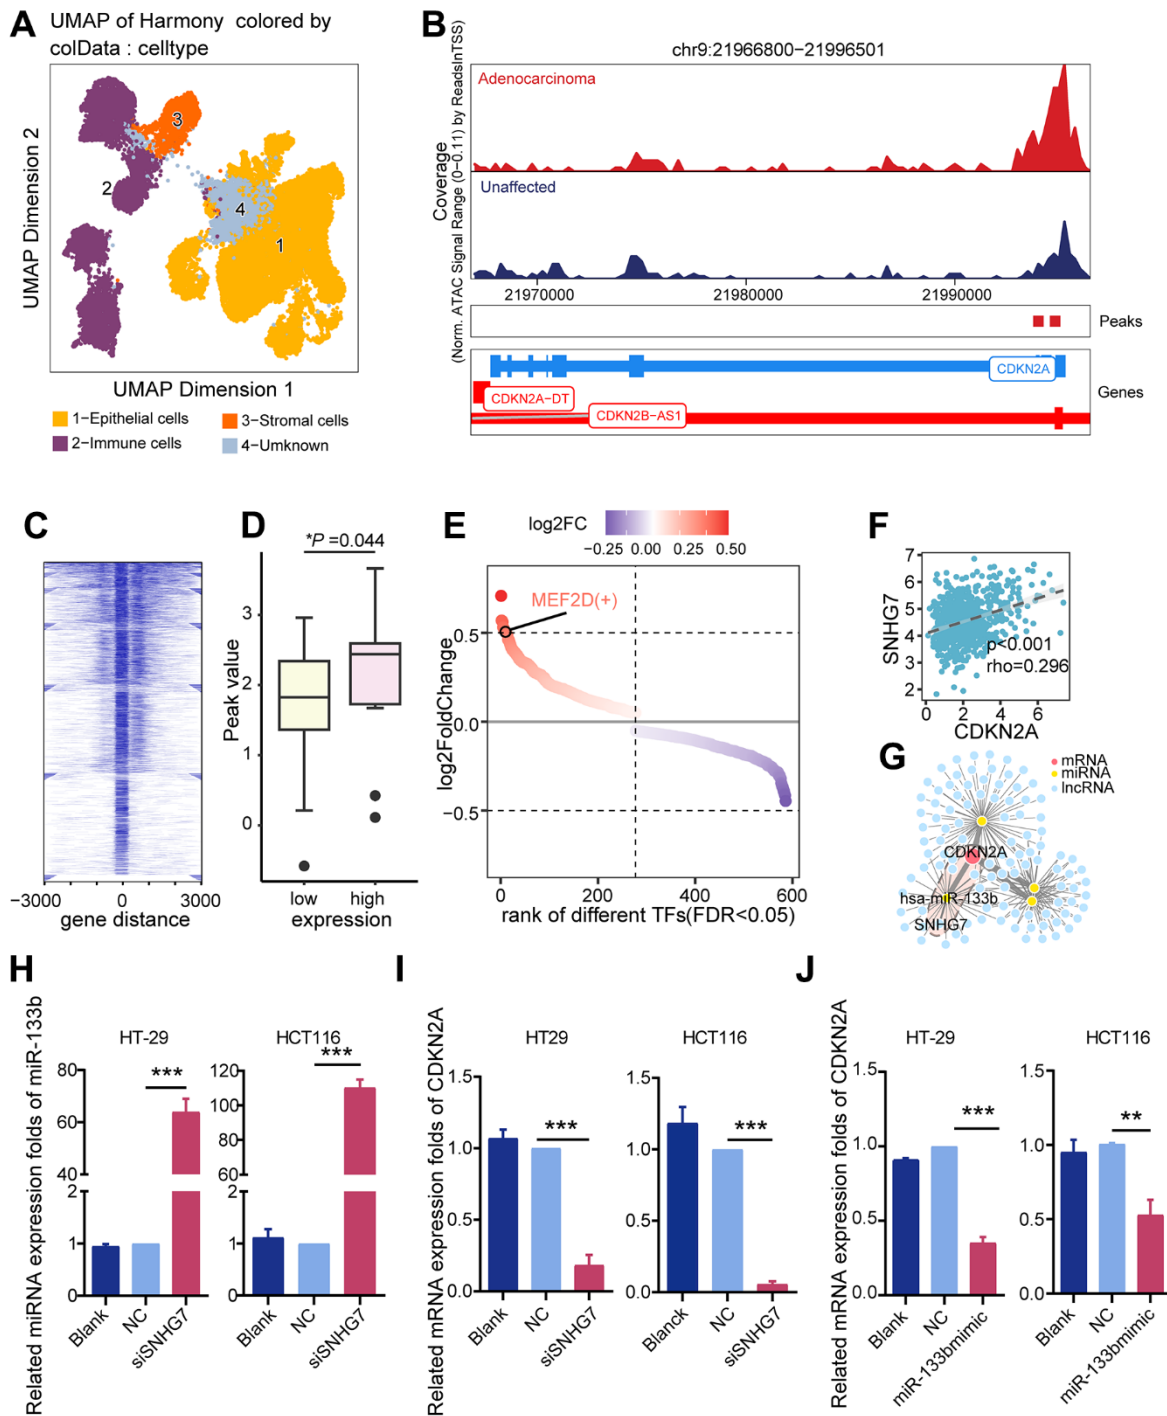 A
UMAP of Harmony colored by
colData : celltype
3
2
4
1
UMAP Dimension 2
UMAP Dimension 1
1−Epithelial cells
3−Stromal cells
2−Immune cells
4−Umknown
B
chr9:21966800−21996501
Coverage
(Norm. ATAC Signal Range (0−0.11) by ReadsInTSS)
Adenocarcinoma
Unaffected
21970000 21980000 21990000
Peaks
CDKN2A
CDKN2A−DT
CDKN2B−AS1
Genes
C
−3000 0 3000
gene distance
D
*P =0.044
Peak value
3
2
1
0
low high
expression
E
log2FC
−0.25 0.00 0.25 0.50
MEF2D(+)
log2FoldChange
0.5
0.0
−0.5
0 200 400 600
rank of different TFs(FDR<0.05)
F
SNHG7
7
6
5
4
3
2
p<0.001
rho=0.296
0 2 4 6
CDKN2A
G
mRNA
miRNA
lncRNA
CDKN2A
hsa-miR-133b
SNHG7
H
Related miRNA expression folds of miR-133b
HT-29
80
60
40
2
1
0
***
Blank NC siSNHG7
HCT116
120
100
80
60
2
1
0
***
Blank NC siSNHG7
I
Related mRNA expression folds of CDKN2A
HT29
1.5
1.0
0.5
0.0
***
Blank NC siSNHG7
HCT116
1.5
1.0
0.5
0.0
***
Blanck NC siSNHG7
J
Related mRNA expression folds of CDKN2A
HT-29
1.5
1.0
0.5
0.0
***
Blank NC miR-133bmimic
HCT116
1.5
1.0
0.5
0.0
**
Blank NC miR-133bmimic